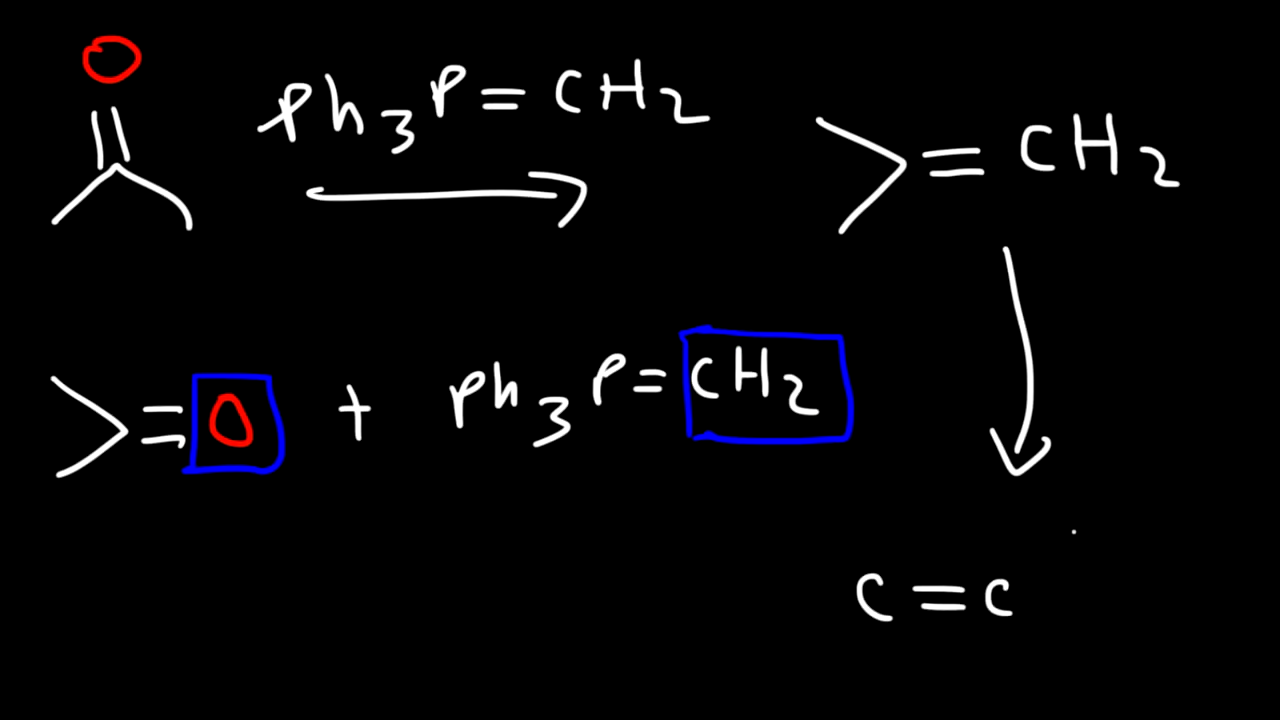 O
Ph3P=CH2
=CH2
=O + Ph3P=CH2
C=C